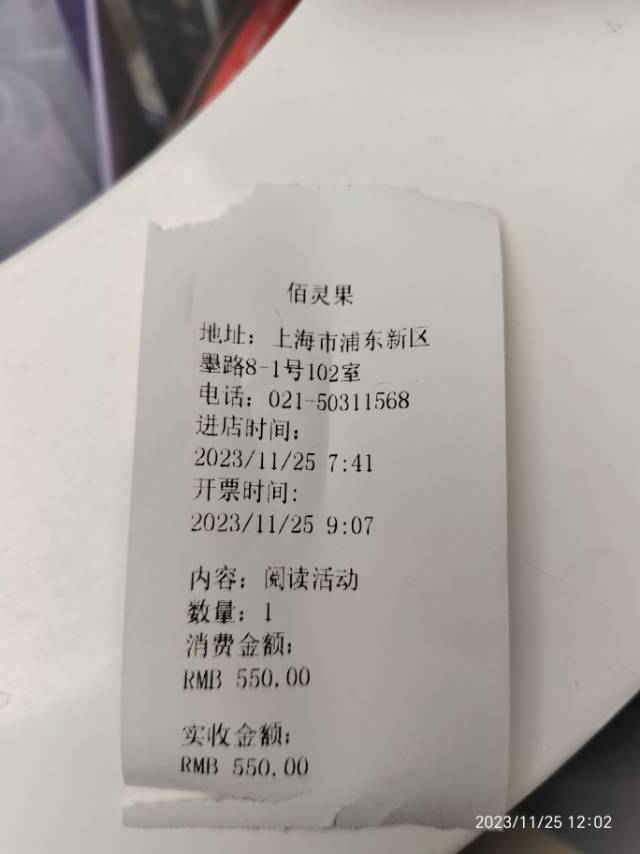 佰灵果
地址：上海市浦东新区
墨路8-1号102室
电话：021-50311568
进店时间：
2023/11/25 7:41
开票时间：
2023/11/25 9:07
内容：阅读活动
数量：1
消费金额：
RMB 550.00
实收金额：
RMB 550.00
2023/11/25 12:02